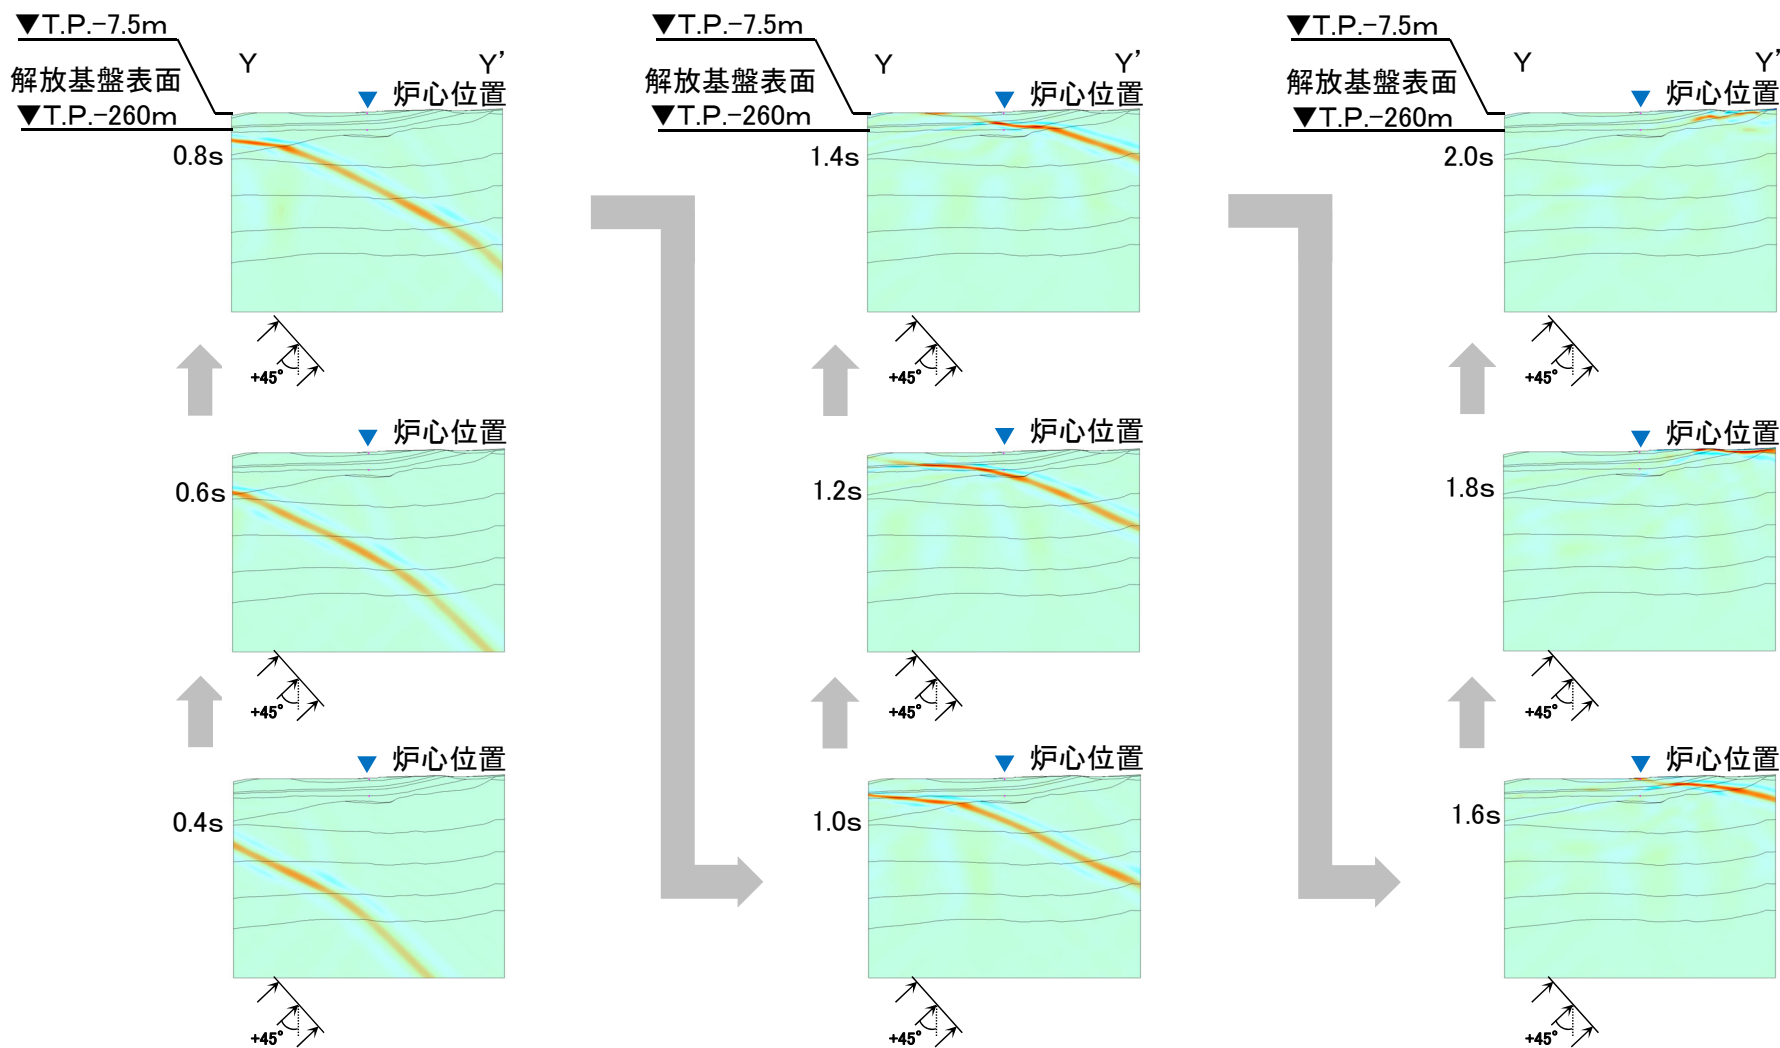 ▼T.P.-7.5m
Y Y'
解放基盤表面
▼T.P.-260m
炉心位置
0.8s
+45°
炉心位置
0.6s
+45°
炉心位置
0.4s
+45°
▼T.P.-7.5m
Y Y'
解放基盤表面
▼T.P.-260m
炉心位置
1.4s
+45°
炉心位置
1.2s
+45°
炉心位置
1.0s
+45°
▼T.P.-7.5m
Y Y'
解放基盤表面
▼T.P.-260m
炉心位置
2.0s
+45°
炉心位置
1.8s
+45°
炉心位置
1.6s
+45°